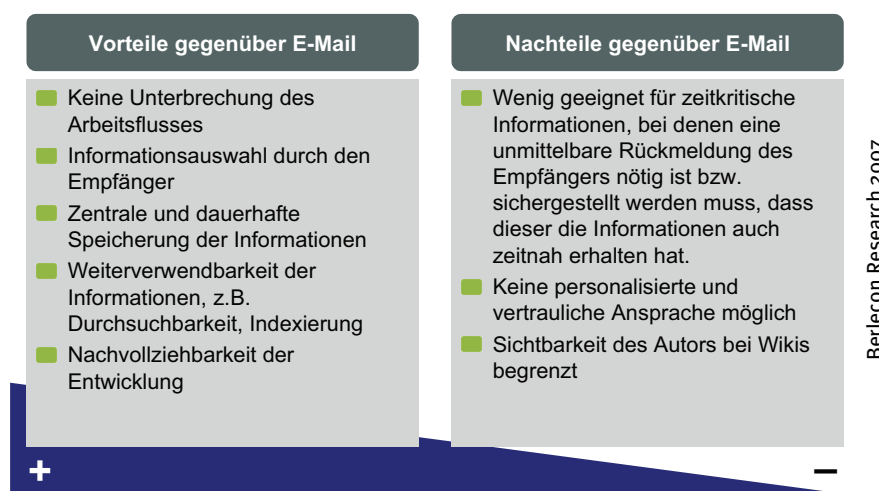 Vorteile gegenüber E-Mail
Keine Unterbrechung des
Arbeitsflusses
Informationsauswahl durch den
Empfänger
Zentrale und dauerhafte
Speicherung der Informationen
Weiterverwendbarkeit der
Informationen, z.B.
Durchsuchbarkeit, Indexierung
Nachvollziehbarkeit der
Entwicklung
+
Nachteile gegenüber E-Mail
Wenig geeignet für zeitkritische
Informationen, bei denen eine
unmittelbare Rückmeldung des
Empfängers nötig ist bzw.
sichergestellt werden muss, dass
dieser die Informationen auch
zeitnah erhalten hat.
Keine personalisierte und
vertrauliche Ansprache möglich
Sichtbarkeit des Autors bei Wikis
begrenzt
–
Berlecon Research 2007